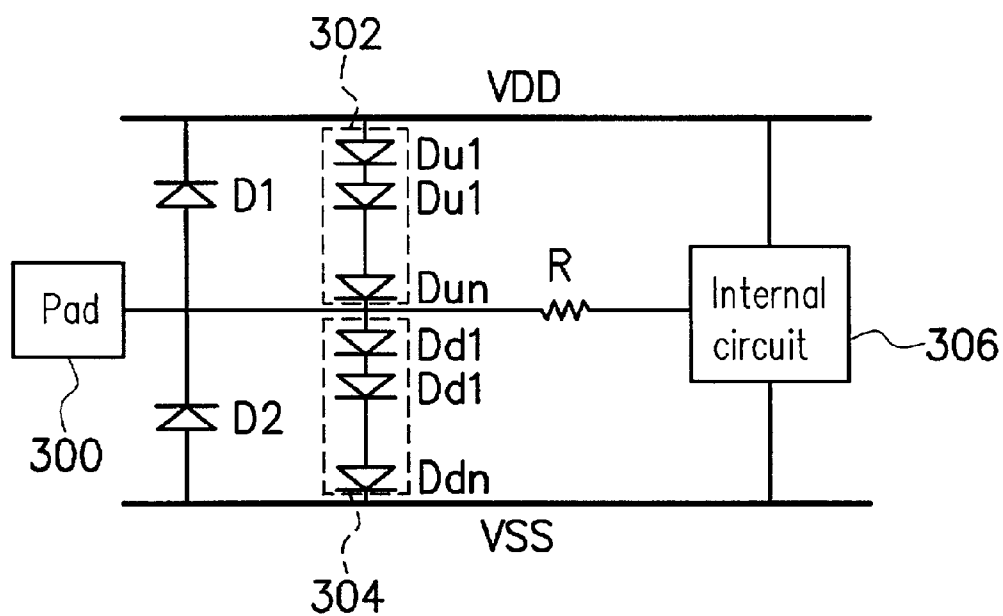 302
VDD
Du1
D1
Du1
R
Dun
Pad
Internal
circuit
306
Dd1
Dd1
D2
300
Ddn
VSS
304